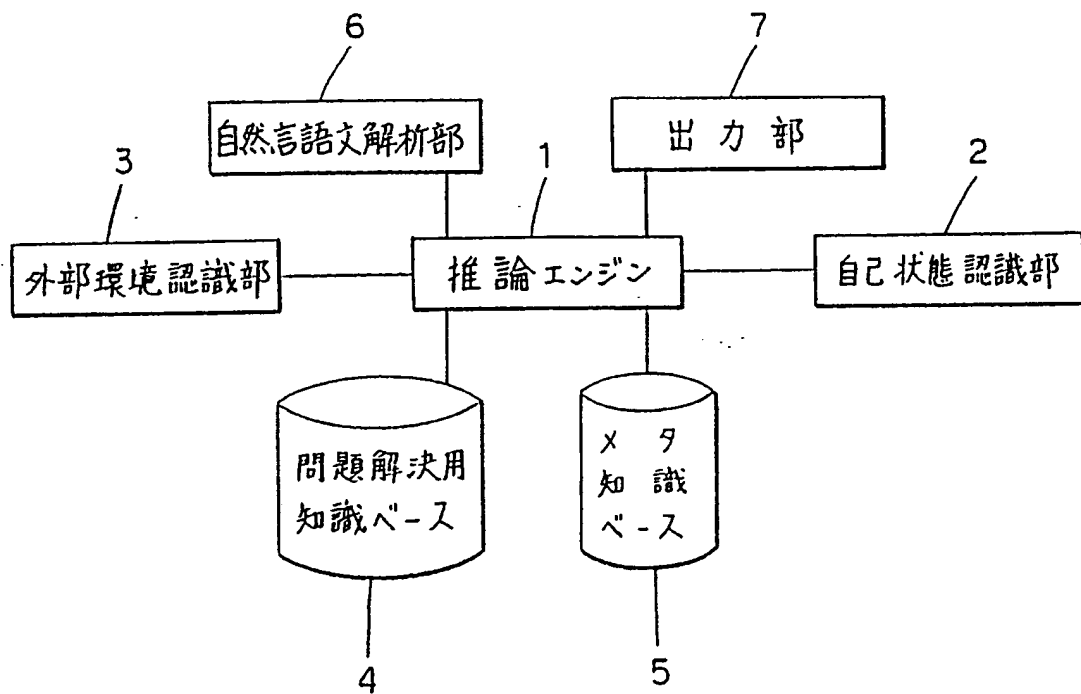 6
7
自然言語文解析部
出力部
3
1
2
外部環境認識部
推論エンジン
自己状態認識部
問題解決用
知識ベース
メタ
知識
ベース
4
5